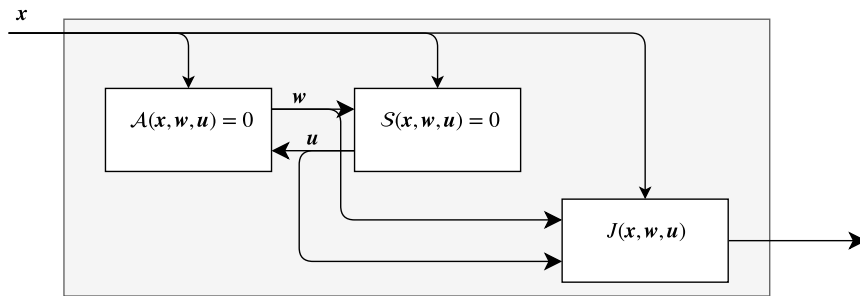 x
w
𝒜(x, w, u) = 0
𝒮(x, w, u) = 0
u
J(x, w, u)